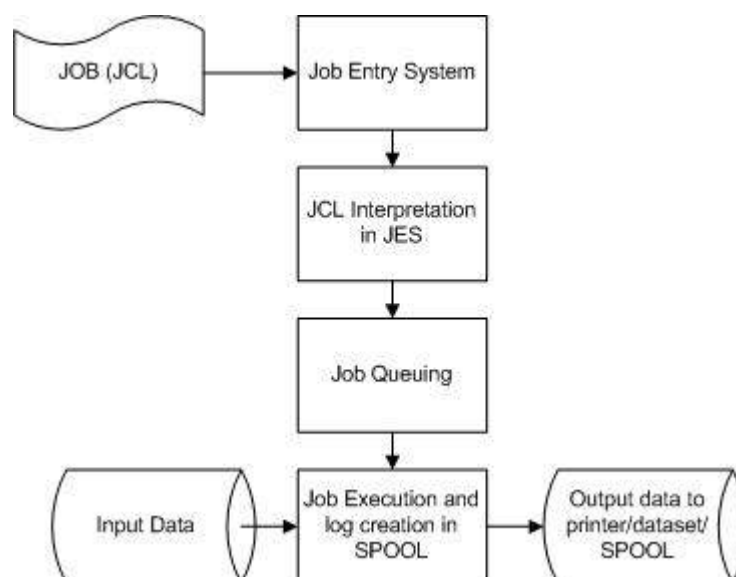 JOB (JCL)
Job Entry System
JCL Interpretation
in JES
Job Queuing
Input Data
Job Execution and
log creation in
SPOOL
Output data to
printer/dataset/
SPOOL